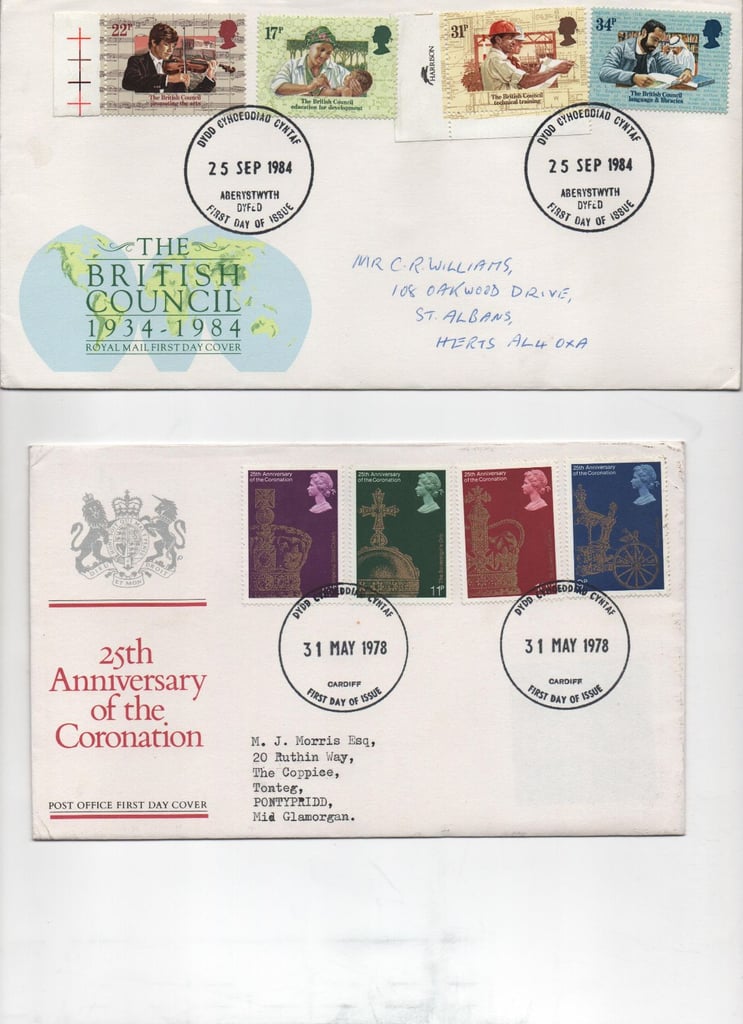 22P
The British Council
promoting the arts
17P
The British Council
education for development
HARRISON
31P
The British Council
technical training
34P
The British Council
language & libraries
DYDD CYHOEDDIAD CYNTAF
25 SEP 1984
ABERYSTWYTH
DYFED
FIRST DAY OF ISSUE
DYDD CYHOEDDIAD CYNTAF
25 SEP 1984
ABERYSTWYTH
DYFED
FIRST DAY OF ISSUE
THE
BRITISH
COUNCIL
1934-1984
ROYAL MAIL FIRST DAY COVER
MR C.R. WILLIAMS,
108 OAKWOOD DRIVE,
ST. ALBANS,
HERTS AL4 0XA
25th Anniversary
of the Coronation
25th Anniversary
of the Coronation
The Sovereign's Orb
11P
25th Anniversary
of the Coronation
25th Anniversary
of the Coronation
DYDD CYHOEDDIAD CYNTAF
31 MAY 1978
CARDIFF
FIRST DAY OF ISSUE
DYDD CYHOEDDIAD CYNTAF
31 MAY 1978
CARDIFF
FIRST DAY OF ISSUE
25th
Anniversary
of the
Coronation
POST OFFICE FIRST DAY COVER
M. J. Morris Esq,
20 Ruthin Way,
The Coppice,
Tonteg,
PONTYPRIDD,
Mid Glamorgan.